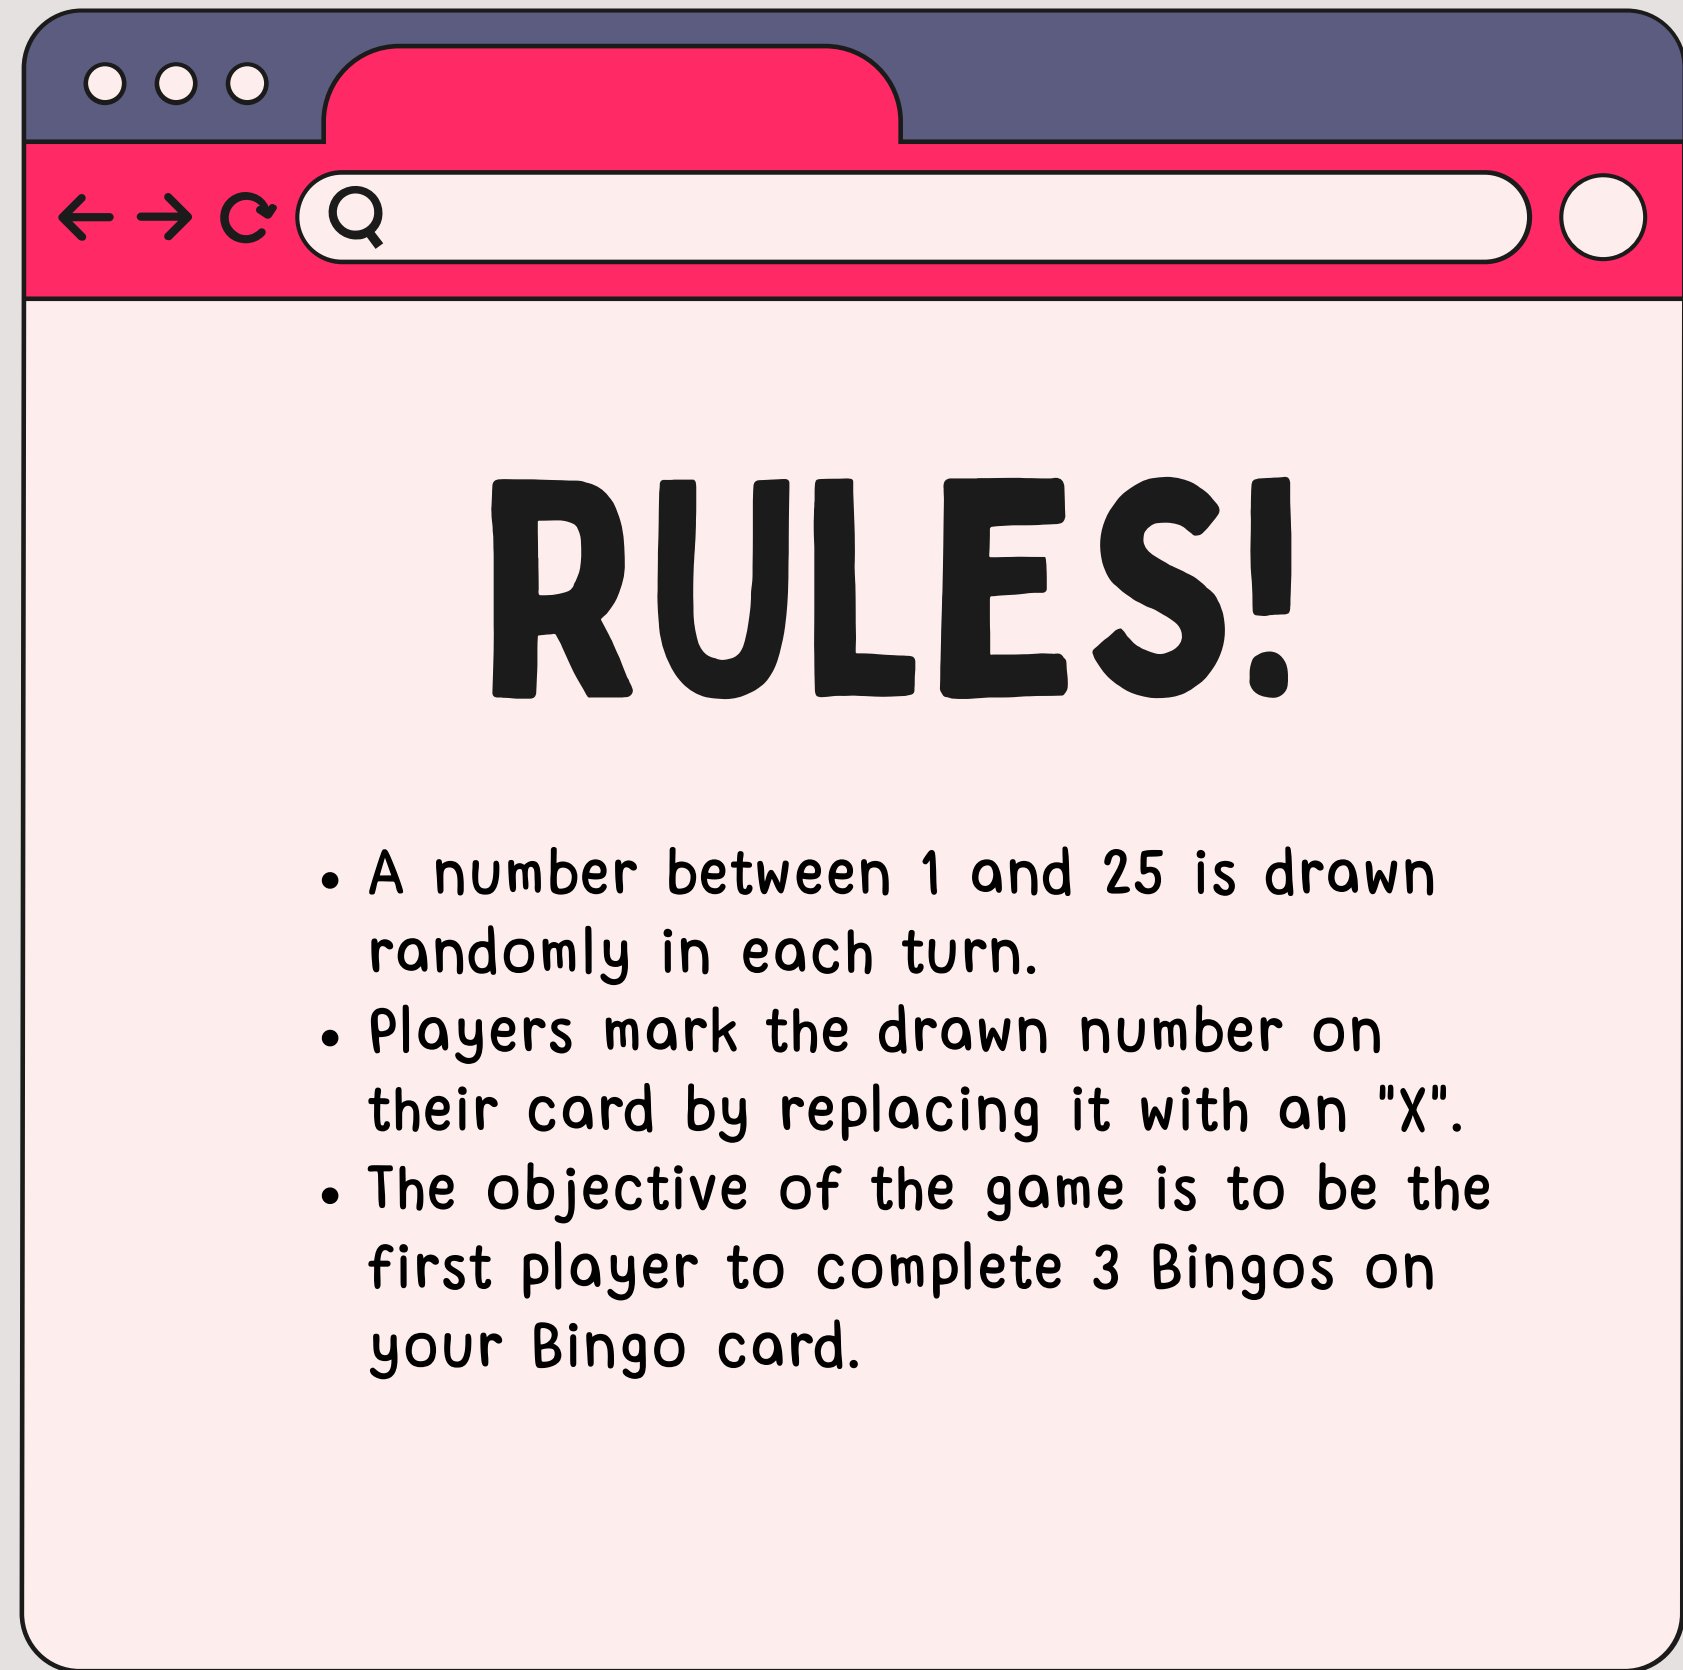 RULES!
• A number between 1 and 25 is drawn
randomly in each turn.
• Players mark the drawn number on
their card by replacing it with an "X".
• The objective of the game is to be the
first player to complete 3 Bingos on
your Bingo card.